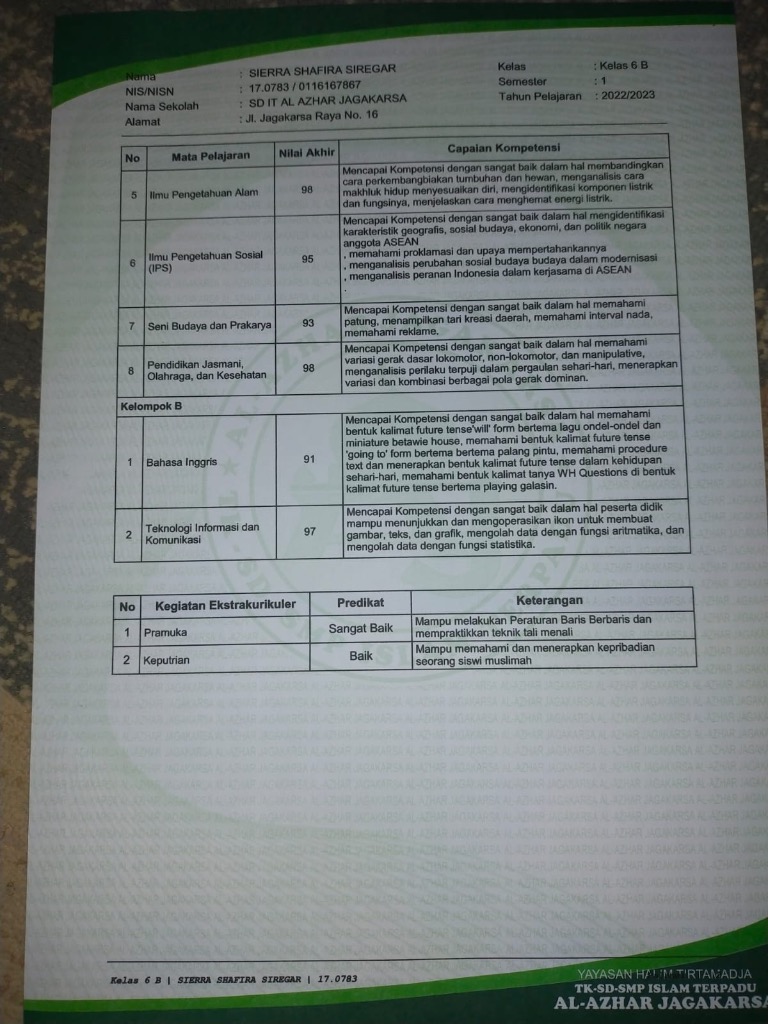 Nama : SIERRA SHAFIRA SIREGAR Kelas : Kelas 6 B
NIS/NISN : 17.0783 / 0116167867 Semester : 1
Nama Sekolah : SD IT AL AZHAR JAGAKARSA Tahun Pelajaran : 2022/2023
Alamat : Jl. Jagakarsa Raya No. 16
No Mata Pelajaran Nilai Akhir Capaian Kompetensi
5 Ilmu Pengetahuan Alam 98 Mencapai Kompetensi dengan sangat baik dalam hal membandingkan
cara perkembangbiakan tumbuhan dan hewan, menganalisis cara
makhluk hidup menyesuaikan diri, mengidentifikasi komponen listrik
dan fungsinya, menjelaskan cara menghemat energi listrik.
6 Ilmu Pengetahuan Sosial
(IPS) 95 Mencapai Kompetensi dengan sangat baik dalam hal mengidentifikasi
karakteristik geografis, sosial budaya, ekonomi, dan politik negara
anggota ASEAN
, memahami proklamasi dan upaya mempertahankannya
, menganalisis perubahan sosial budaya budaya dalam modernisasi
, menganalisis peranan Indonesia dalam kerjasama di ASEAN
.
7 Seni Budaya dan Prakarya 93 Mencapai Kompetensi dengan sangat baik dalam hal memahami
patung, menampilkan tari kreasi daerah, memahami interval nada,
memahami reklame.
8 Pendidikan Jasmani,
Olahraga, dan Kesehatan 98 Mencapai Kompetensi dengan sangat baik dalam hal memahami
variasi gerak dasar lokomotor, non-lokomotor, dan manipulative,
menganalisis perilaku terpuji dalam pergaulan sehari-hari, menerapkan
variasi dan kombinasi berbagai pola gerak dominan.
Kelompok B
1 Bahasa Inggris 91 Mencapai Kompetensi dengan sangat baik dalam hal memahami
bentuk kalimat future tense'will' form bertema lagu ondel-ondel dan
miniature betawie house, memahami bentuk kalimat future tense
'going to' form bertema bertema palang pintu, memahami procedure
text dan menerapkan bentuk kalimat future tense dalam kehidupan
sehari-hari, memahami bentuk kalimat tanya WH Questions di bentuk
kalimat future tense bertema playing galasin.
2 Teknologi Informasi dan
Komunikasi 97 Mencapai Kompetensi dengan sangat baik dalam hal peserta didik
mampu menunjukkan dan mengoperasikan ikon untuk membuat
gambar, teks, dan grafik, mengolah data dengan fungsi aritmatika, dan
mengolah data dengan fungsi statistika.
No Kegiatan Ekstrakurikuler Predikat Keterangan
1 Pramuka Sangat Baik Mampu melakukan Peraturan Baris Berbaris dan
mempraktikkan teknik tali menali
2 Keputrian Baik Mampu memahami dan menerapkan kepribadian
seorang siswi muslimah
Kelas 6 B | SIERRA SHAFIRA SIREGAR | 17.0783
YAYASAN HALIM TIRTAMADJA
TK-SD-SMP ISLAM TERPADU
AL-AZHAR JAGAKARSA